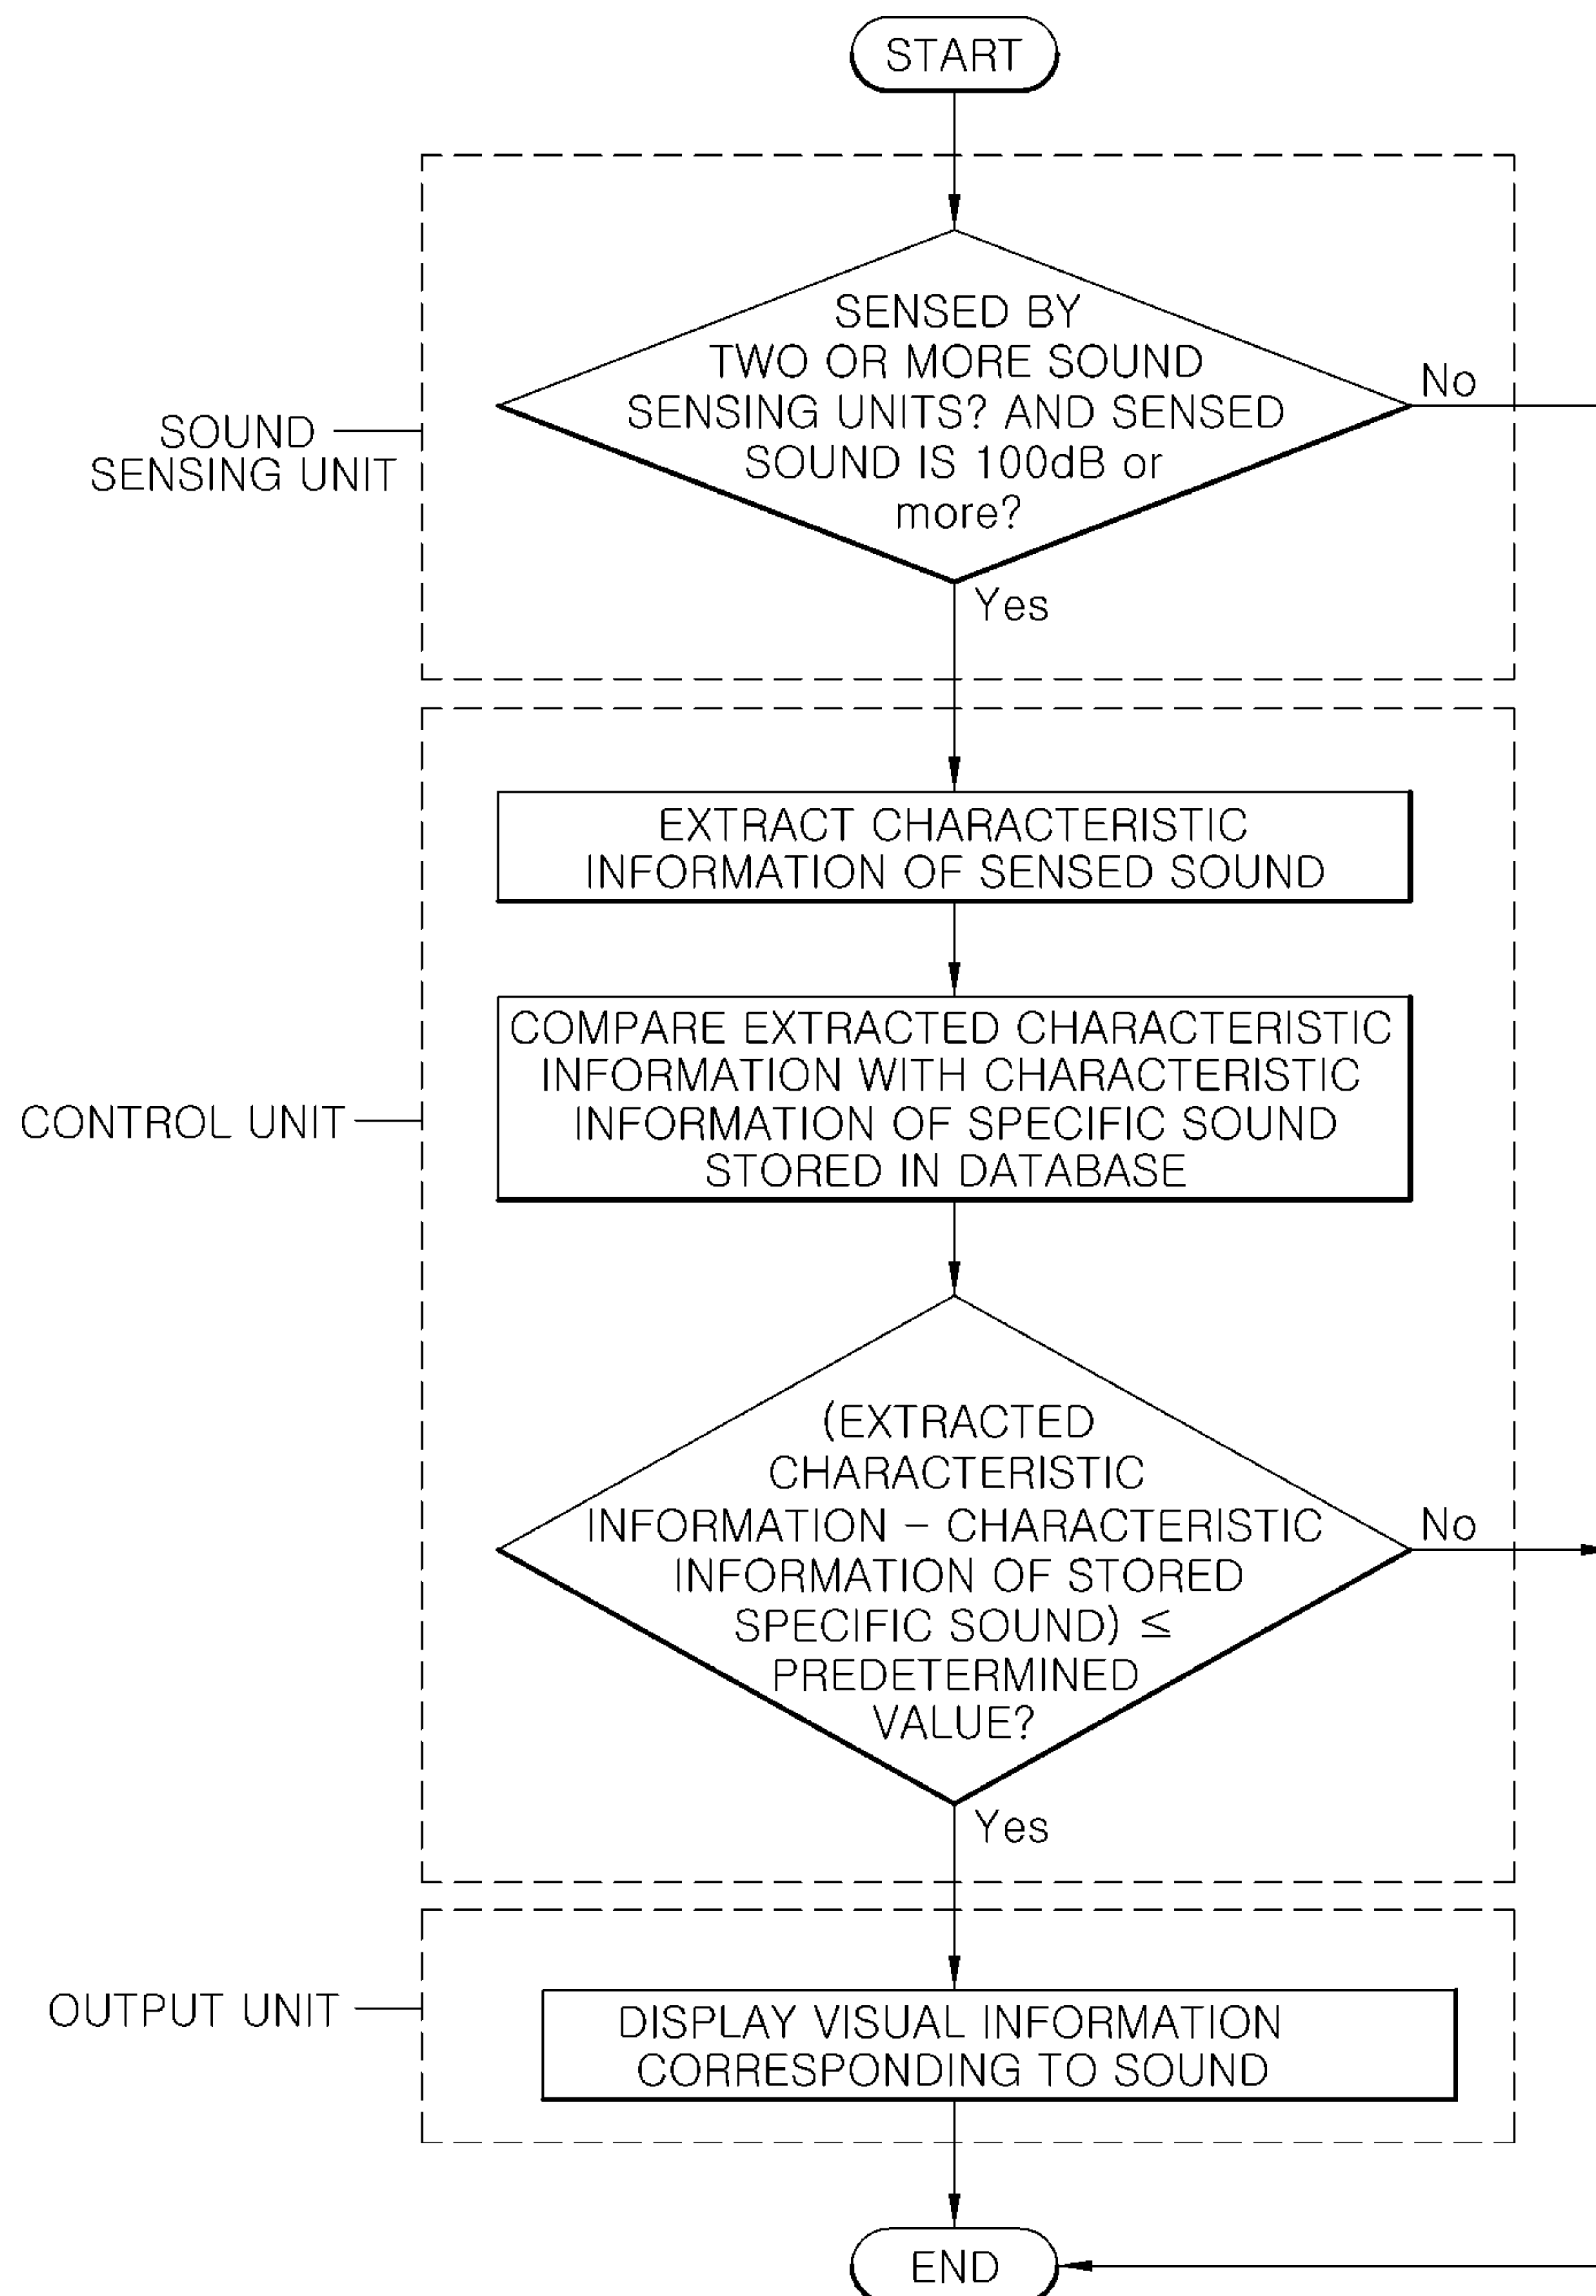 START
SENSED BY
TWO OR MORE SOUND
SENSING UNITS? AND SENSED
SOUND IS 100dB or
more?
No
SOUND
SENSING UNIT
Yes
EXTRACT CHARACTERISTIC
INFORMATION OF SENSED SOUND
COMPARE EXTRACTED CHARACTERISTIC
INFORMATION WITH CHARACTERISTIC
INFORMATION OF SPECIFIC SOUND
STORED IN DATABASE
CONTROL UNIT
(EXTRACTED
CHARACTERISTIC
INFORMATION – CHARACTERISTIC
INFORMATION OF STORED
SPECIFIC SOUND) ≤
PREDETERMINED
VALUE?
No
Yes
OUTPUT UNIT
DISPLAY VISUAL INFORMATION
CORRESPONDING TO SOUND
END